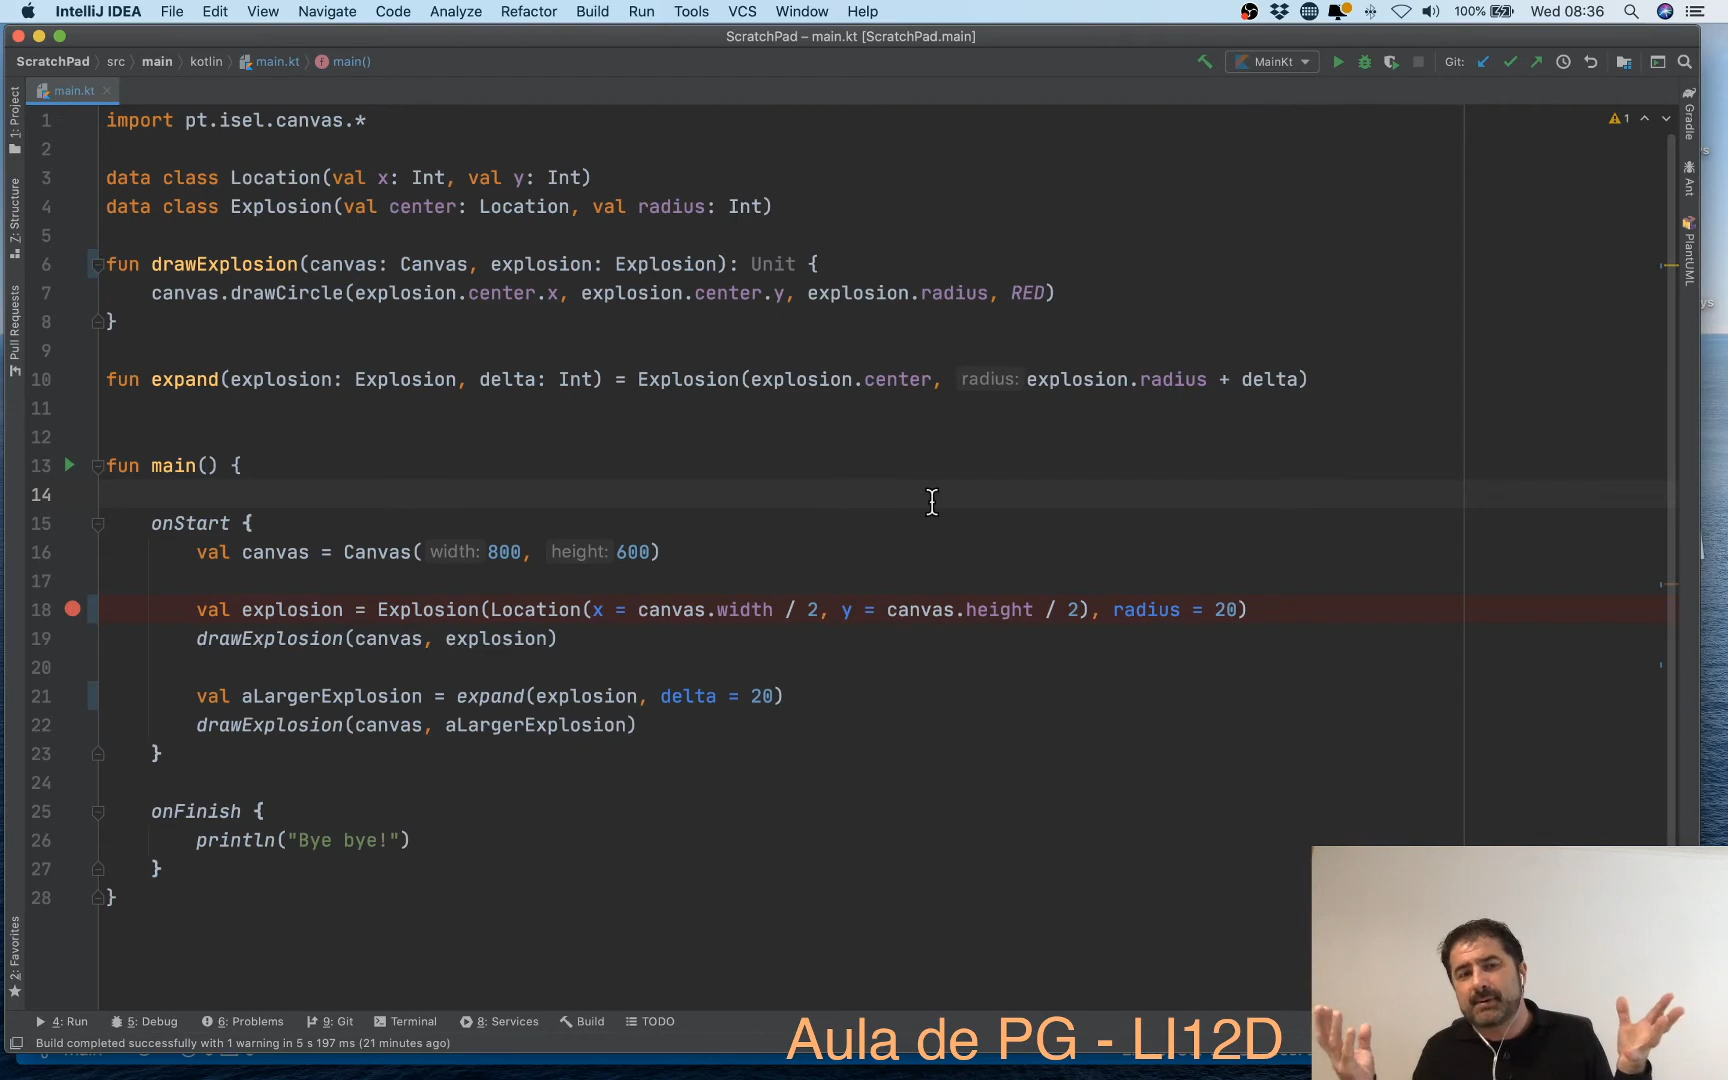 IntelliJ IDEA File Edit View Navigate Code Analyze Refactor Build Run Tools VCS Window Help 100% Wed 08:36
ScratchPad – main.kt [ScratchPad.main]
ScratchPad src main kotlin main.kt main() MainKt Git:
main.kt
1 import pt.isel.canvas.*
2
3 data class Location(val x: Int, val y: Int)
4 data class Explosion(val center: Location, val radius: Int)
5
6 fun drawExplosion(canvas: Canvas, explosion: Explosion): Unit {
7 canvas.drawCircle(explosion.center.x, explosion.center.y, explosion.radius, RED)
8 }
9
10 fun expand(explosion: Explosion, delta: Int) = Explosion(explosion.center, radius: explosion.radius + delta)
11
12
13 fun main() {
14
15 onStart {
16 val canvas = Canvas( width: 800, height: 600)
17
18 val explosion = Explosion(Location(x = canvas.width / 2, y = canvas.height / 2), radius = 20)
19 drawExplosion(canvas, explosion)
20
21 val aLargerExplosion = expand(explosion, delta = 20)
22 drawExplosion(canvas, aLargerExplosion)
23 }
24
25 onFinish {
26 println("Bye bye!")
27 }
28 }
1
1: Project
7: Structure
Pull Requests
2: Favorites
Gradle
Ant
PlantUML
4: Run 5: Debug 6: Problems 9: Git Terminal 8: Services Build TODO
Build completed successfully with 1 warning in 5 s 197 ms (21 minutes ago)
Aula de PG - LI12D